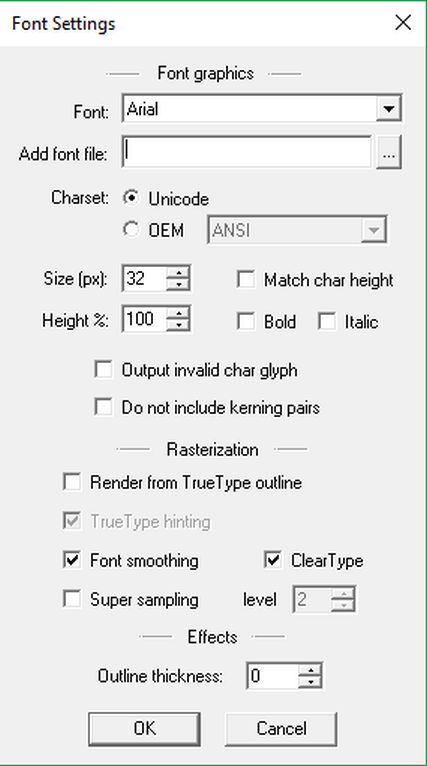 Font Settings
Font graphics
Font: Arial
Add font file: ...
Charset: Unicode
OEM ANSI
Size (px): 32 Match char height
Height %: 100 Bold Italic
Output invalid char glyph
Do not include kerning pairs
Rasterization
Render from TrueType outline
TrueType hinting
Font smoothing ClearType
Super sampling level 2
Effects
Outline thickness: 0
OK Cancel